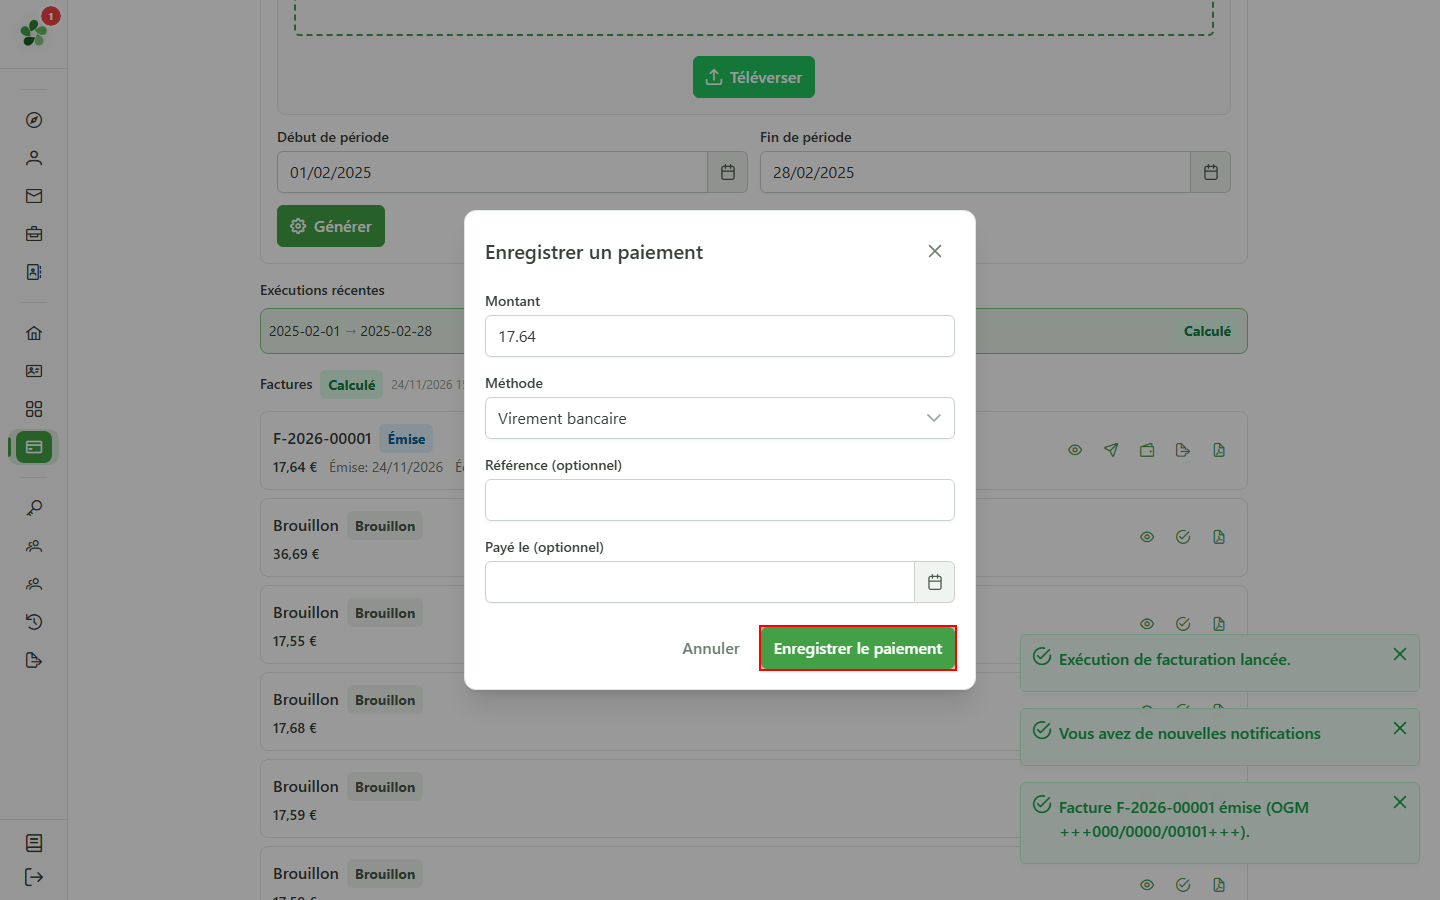 1
Téléverser
Début de période
Fin de période
01/02/2025
28/02/2025
Générer
Enregistrer un paiement
Montant
17.64
Méthode
Virement bancaire
Référence (optionnel)
Payé le (optionnel)
Annuler
Enregistrer le paiement
Exécutions récentes
2025-02-01 → 2025-02-28
Calculé
Factures
Calculé
24/11/2026
F-2026-00001
Émise
17,64 €
Émise: 24/11/2026
Brouillon
Brouillon
36,69 €
Brouillon
Brouillon
17,55 €
Brouillon
Brouillon
17,68 €
Brouillon
Brouillon
17,59 €
Brouillon
Brouillon
Exécution de facturation lancée.
Vous avez de nouvelles notifications
Facture F-2026-00001 émise (OGM
+++000/0000/00101+++).